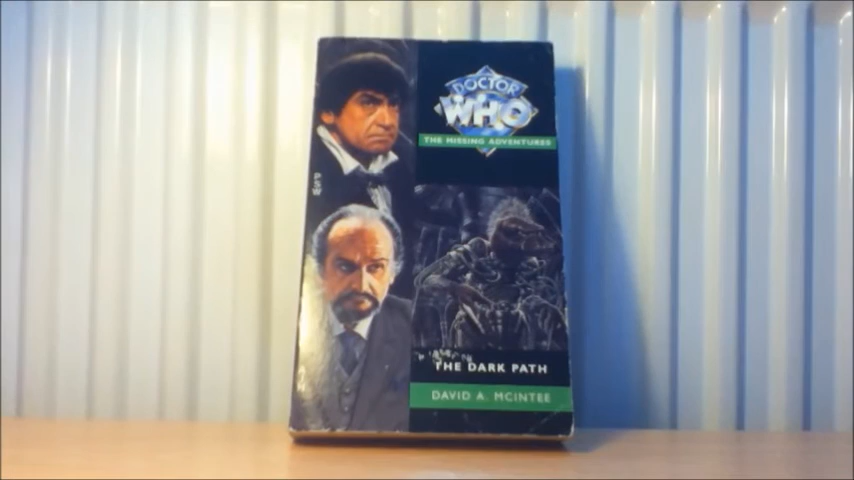 DOCTOR
WHO
THE MISSING ADVENTURES
THE DARK PATH
DAVID A. MCINTEE